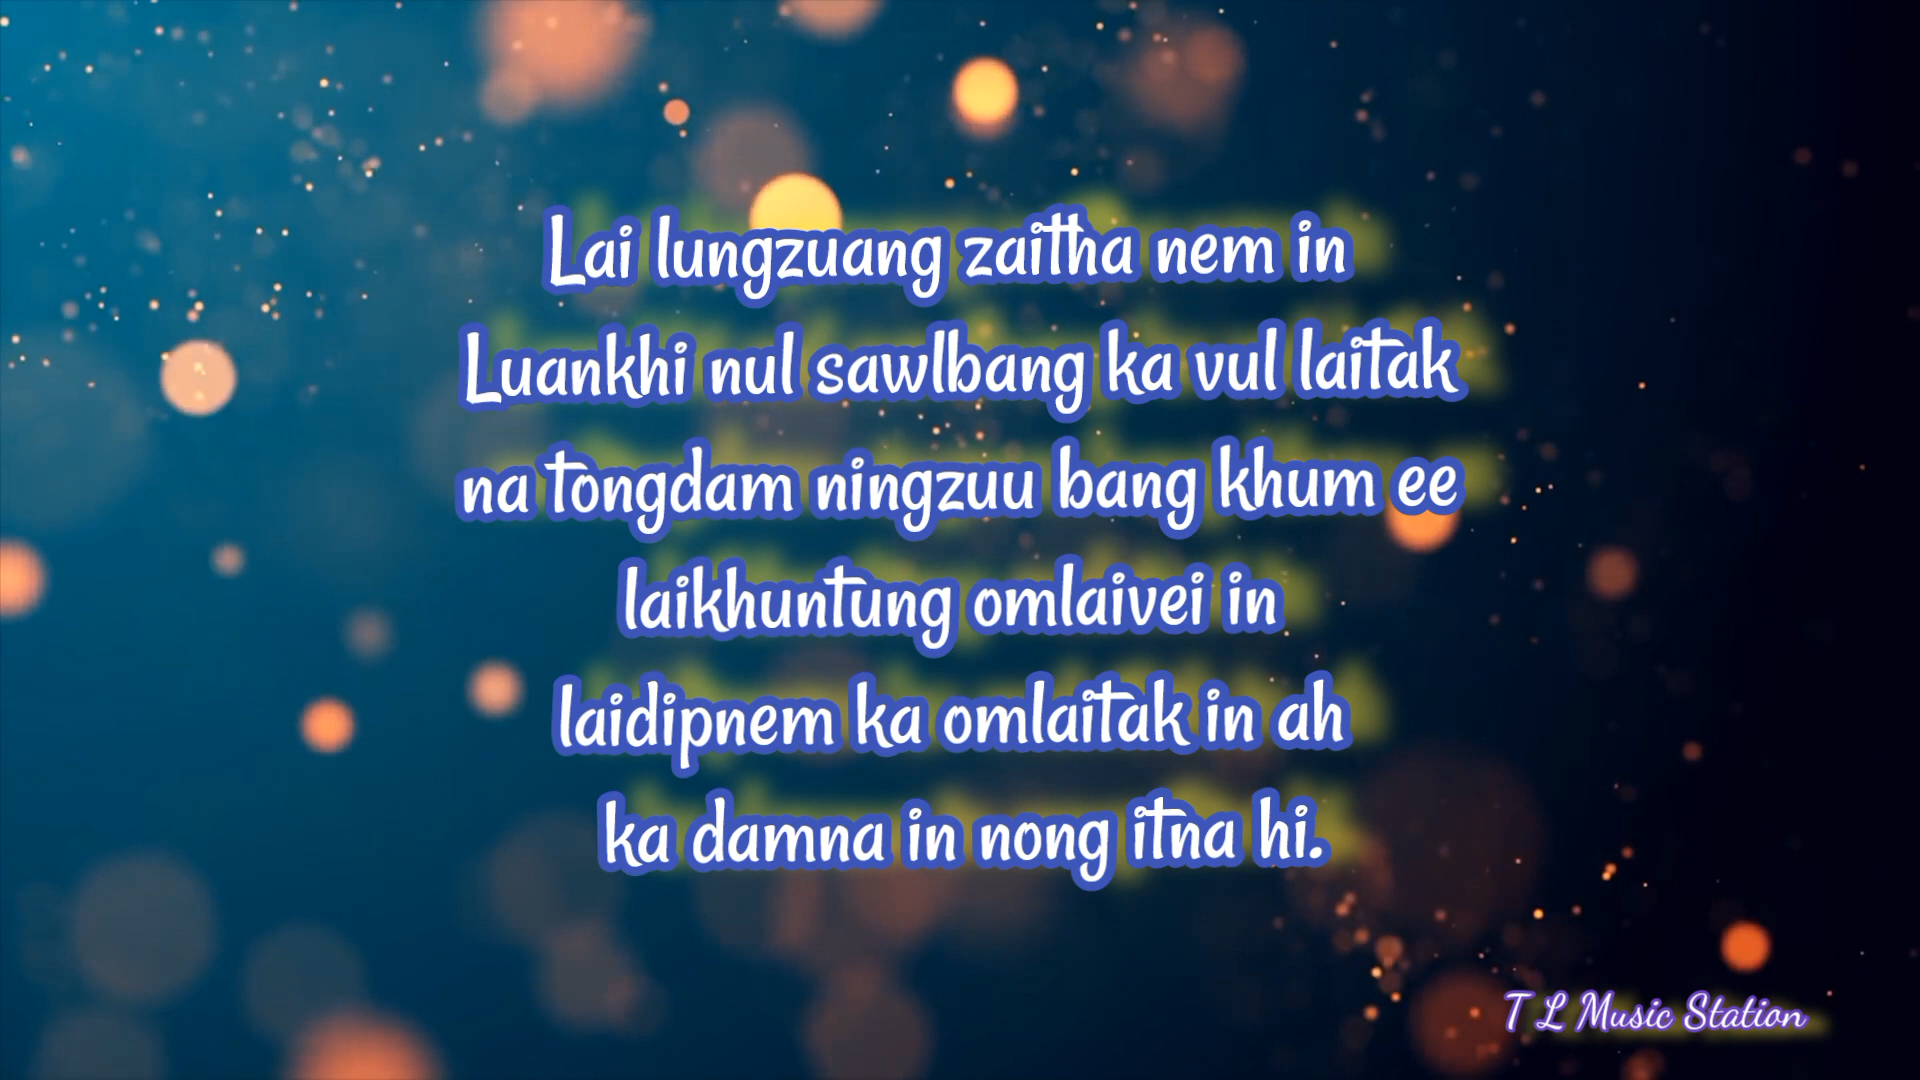 Lai lungzuang zaitha nem in
Luankhi nul sawlbang ka vul laitak
na tongdam ningzuu bang khum ee
laikhuntung omlaivei in
laidipnem ka omlaitak in ah
ka damna in nong itna hi.
T L Music Station